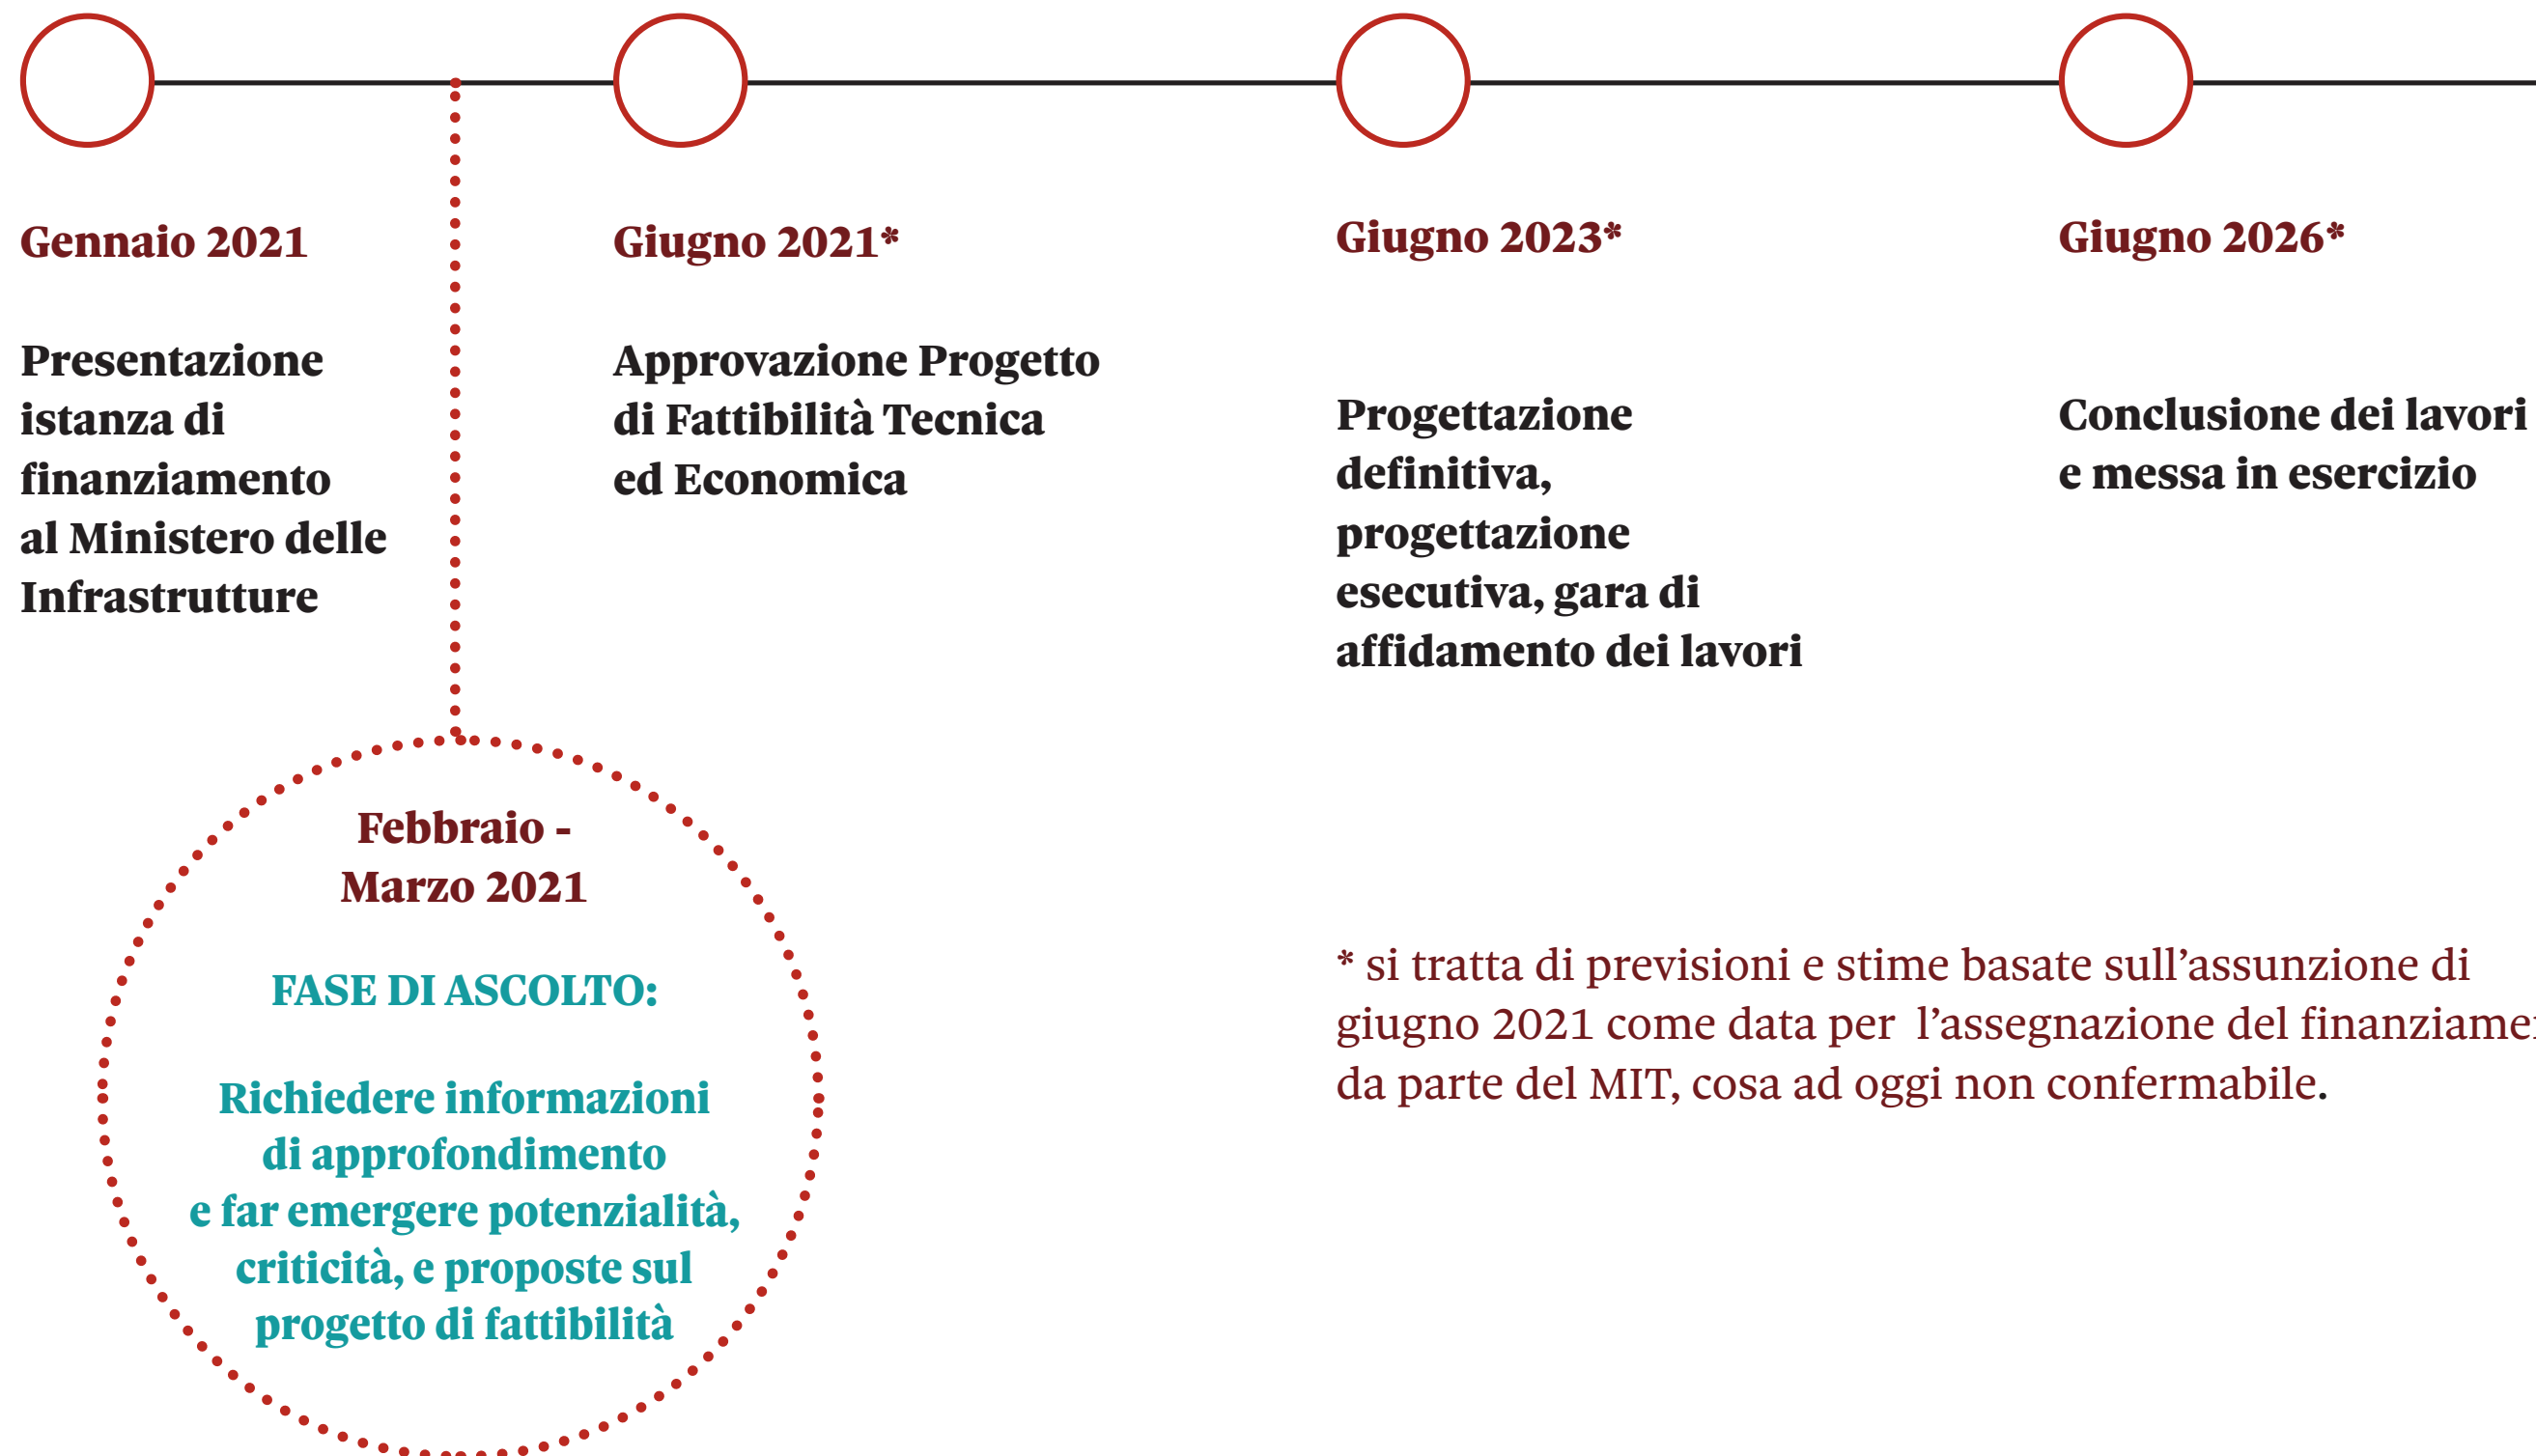 Gennaio 2021
Presentazione
istanza di
finanziamento
al Ministero delle
Infrastrutture
Febbraio -
Marzo 2021
FASE DI ASCOLTO:
Richiedere informazioni
di approfondimento
e far emergere potenzialità,
criticità, e proposte sul
progetto di fattibilità
Giugno 2021*
Approvazione Progetto
di Fattibilità Tecnica
ed Economica
Giugno 2023*
Progettazione
definitiva,
progettazione
esecutiva, gara di
affidamento dei lavori
Giugno 2026*
Conclusione dei lavori
e messa in esercizio
* si tratta di previsioni e stime basate sull’assunzione di
giugno 2021 come data per l’assegnazione del
da parte del MIT, cosa ad oggi non confermabile.